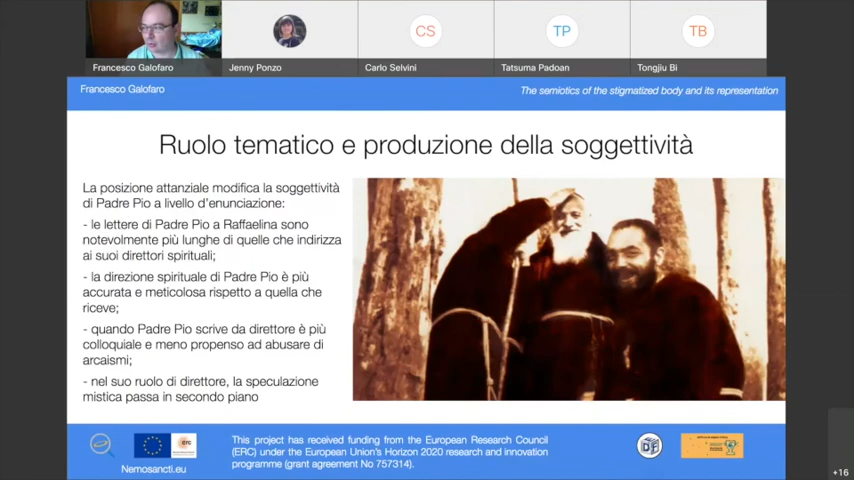 CS
TP
TB
Francesco Galofaro
Jenny Ponzo
Carlo Selvini
Tatsuma Padoan
Tongjiu Bi
Francesco Galofaro
The semiotics of the stigmatized body and its representation
Ruolo tematico e produzione della soggettività
La posizione attanziale modifica la soggettività
di Padre Pio a livello d'enunciazione:
- le lettere di Padre Pio a Raffaelina sono
notevolmente più lunghe di quelle che indirizza
ai suoi direttori spirituali;
- la direzione spirituale di Padre Pio è più
accurata e meticolosa rispetto a quella che
riceve;
- quando Padre Pio scrive da direttore è più
colloquiale e meno propenso ad abusare di
arcaismi;
- nel suo ruolo di direttore, la speculazione
mistica passa in secondo piano
Nemosancti.eu
erc
This project has received funding from the European Research Council
(ERC) under the European Union's Horizon 2020 research and innovation
programme (grant agreement No 757314).
+16